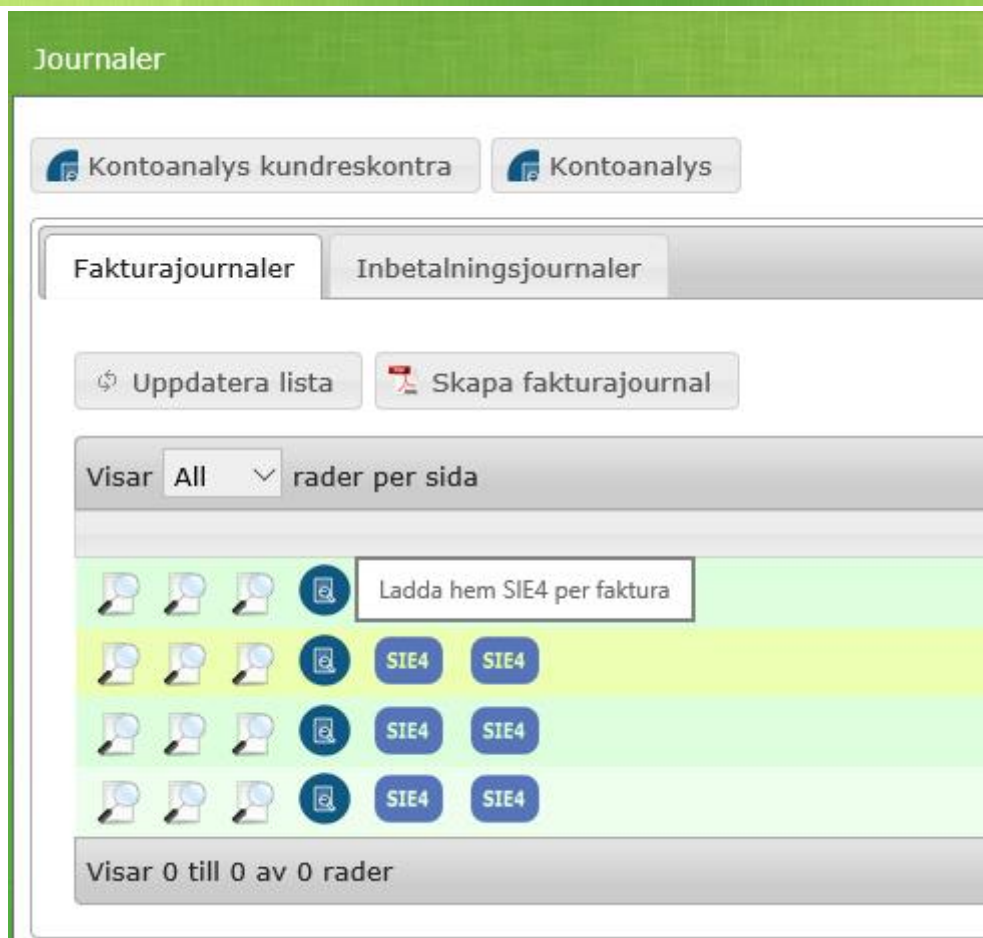 Journaler
Kontoanalys kundreskontra Kontoanalys
Fakturajournaler Inbetalningsjournaler
Uppdatera lista Skapa fakturajournal
Visar All rader per sida
Ladda hem SIE4 per faktura
SIE4 SIE4
SIE4 SIE4
SIE4 SIE4
Visar 0 till 0 av 0 rader